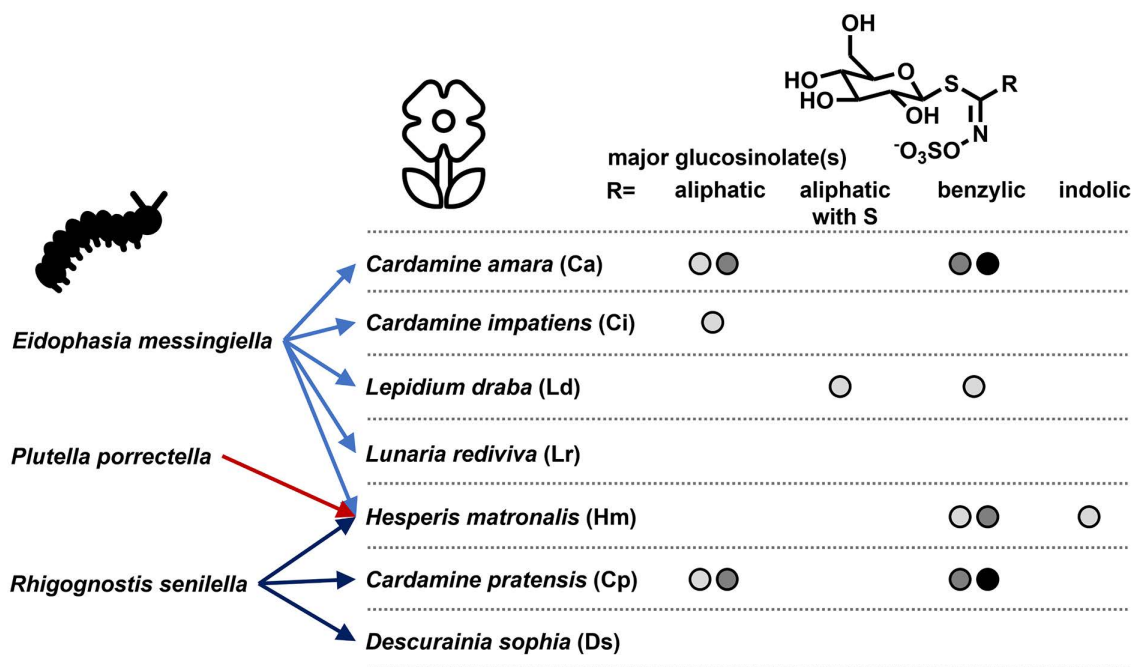 OH
HO
HO
O
OH
S
R
N
-O3SO
major glucosinolate(s)
R= aliphatic aliphatic with S benzylic indolic
Cardamine amara (Ca)
Cardamine impatiens (Ci)
Eidophasia messingiella
Lepidium draba (Ld)
Lunaria rediviva (Lr)
Plutella porrectella
Hesperis matronalis (Hm)
Cardamine pratensis (Cp)
Rhigognostis senilella
Descurainia sophia (Ds)